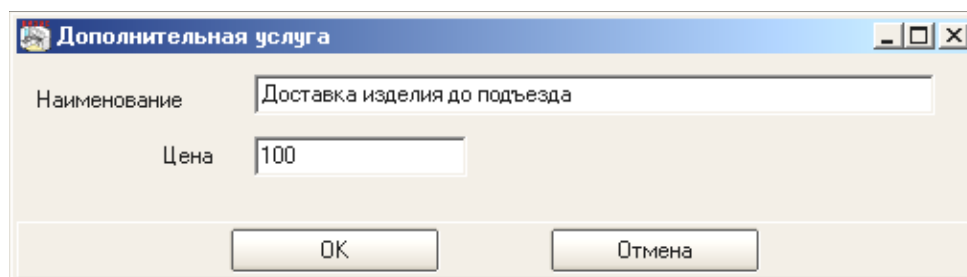 Дополнительная услуга
Наименование Доставка изделия до подъезда
Цена 100
OK Отмена